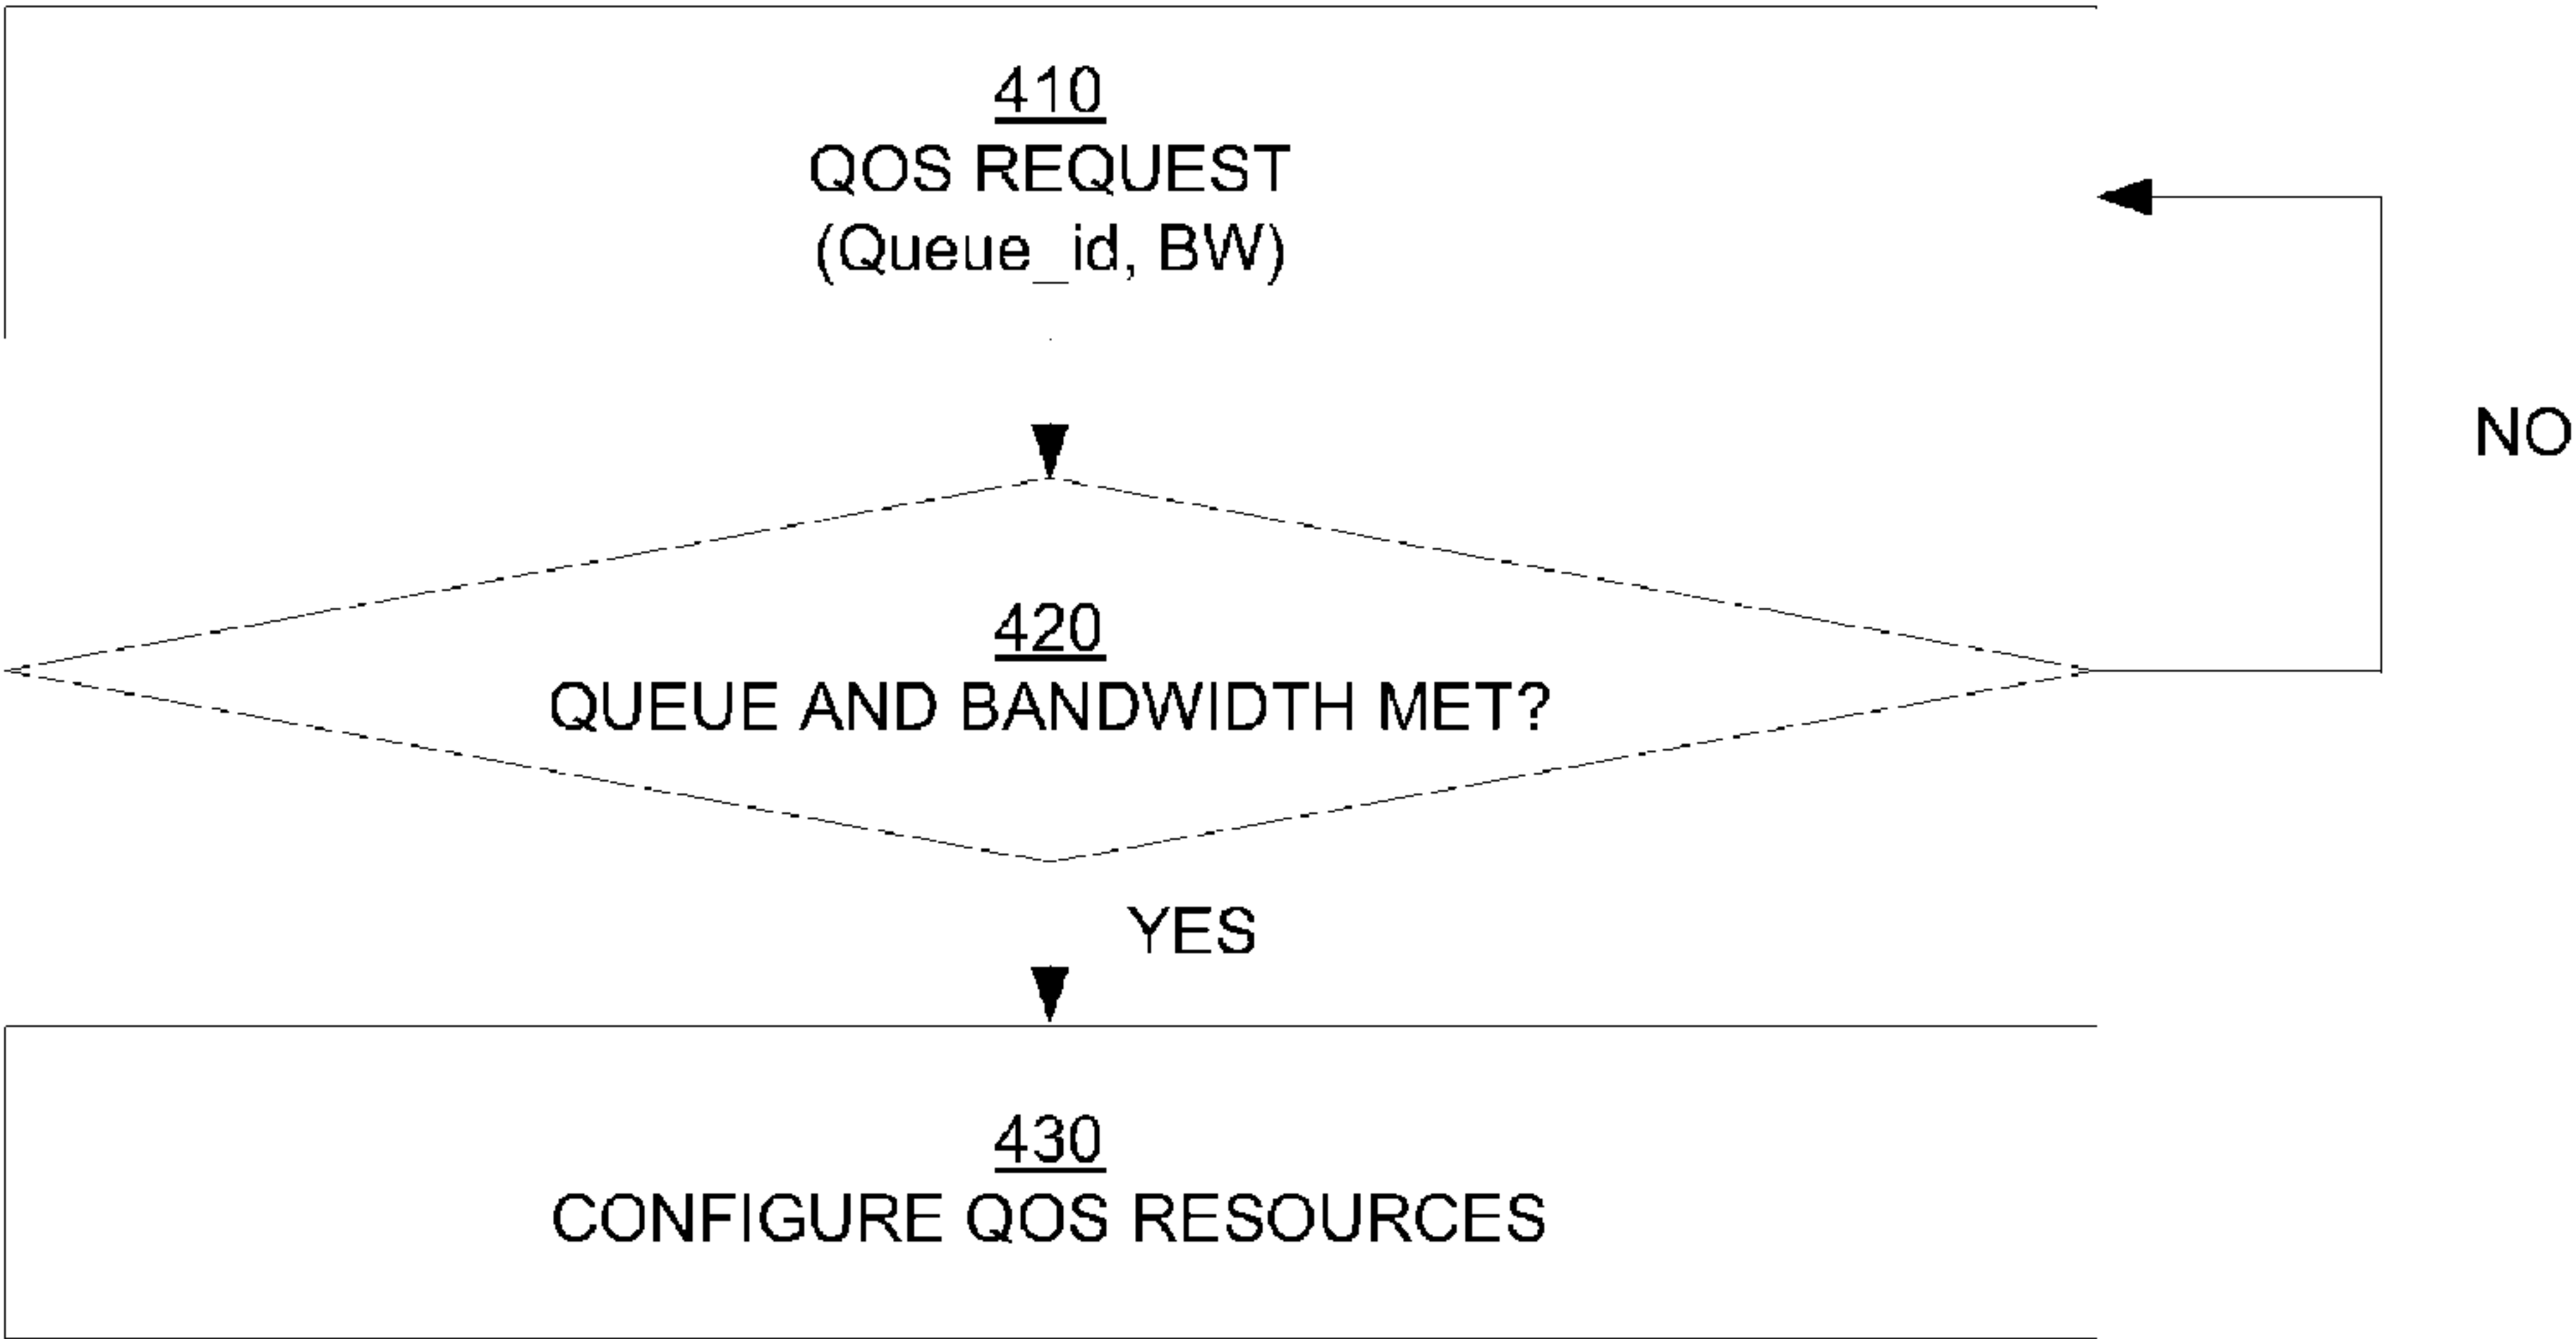 410
QOS REQUEST
(Queue_id, BW)
NO
420
QUEUE AND BANDWIDTH MET?
YES
430
CONFIGURE QOS RESOURCES